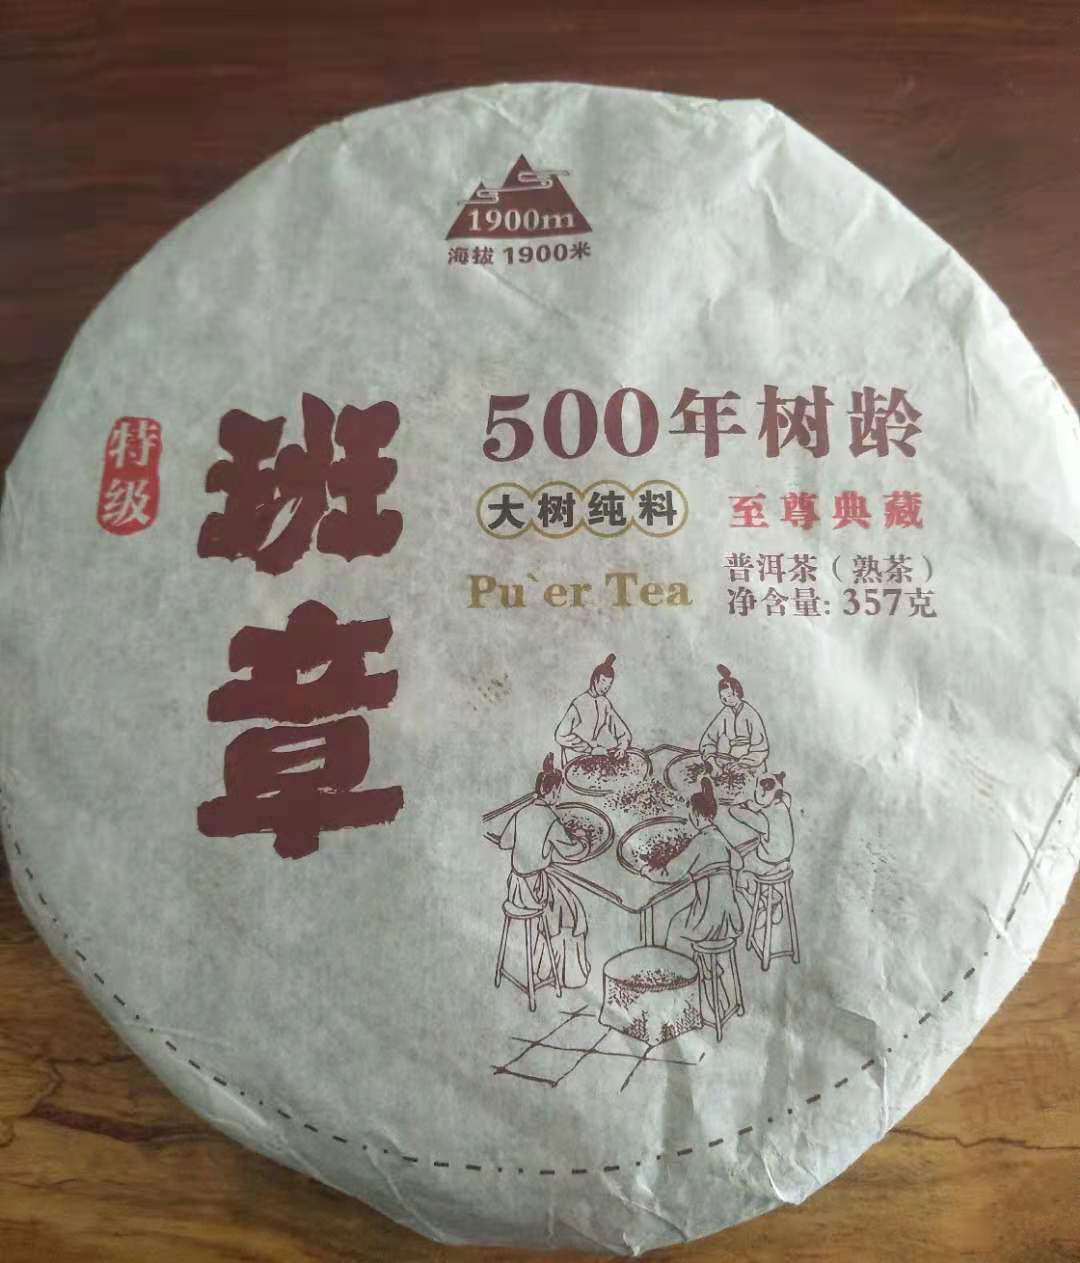 1900m
海拔 1900米
特级
班章
500年树龄
大树纯料
至尊典藏
Pu`er Tea
普洱茶（熟茶）
净含量: 357克